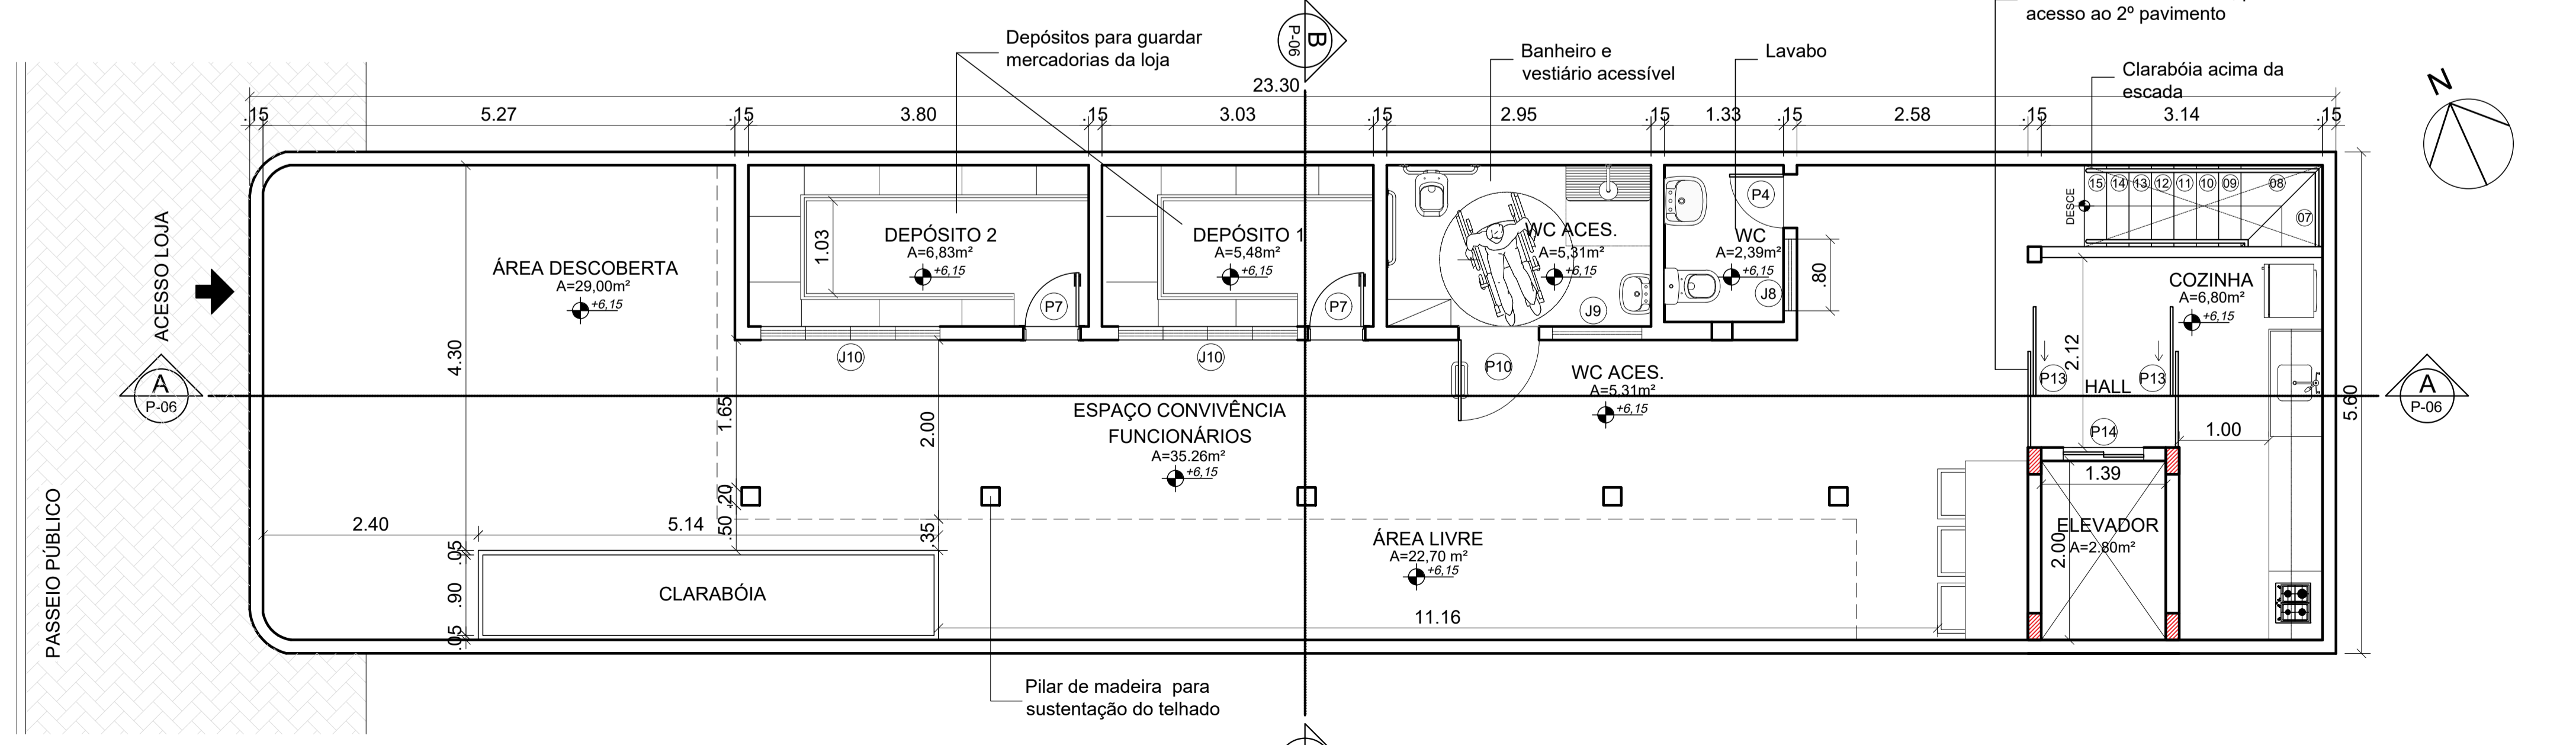 acesso ao 2º pavimento
Depósitos para guardar
mercadorias da loja
B
P-06
Banheiro e
vestiário acessível
Lavabo
Clarabóia acima da
escada
N
23.30
.15
5.27
.15
3.80
.15
3.03
.15
2.95
.15
1.33
.15
2.58
.15
3.14
.15
ACESSO LOJA
PASSEIO PÚBLICO
A
P-06
ÁREA DESCOBERTA
A=29,00m²
+6,15
4.30
1.03
DEPÓSITO 2
A=6,83m²
+6,15
P7
J10
DEPÓSITO 1
A=5,48m²
+6,15
P7
J10
WC ACES.
A=5,31m²
+6,15
J9
P10
WC
A=2,39m²
+6,15
P4
J8
.80
DESCE
15
14
13
12
11
10
09
08
07
COZINHA
A=6,80m²
+6,15
2.12
P13
P13
HALL
P14
1.00
5.60
A
P-06
WC ACES.
A=5,31m²
+6,15
1.65
2.00
ESPAÇO CONVIVÊNCIA
FUNCIONÁRIOS
A=35.26m²
+6,15
.20
.50
.35
2.40
5.14
.05
.90
.05
CLARABÓIA
ÁREA LIVRE
A=22,70 m²
+6,15
11.16
1.39
2.00
ELEVADOR
A=2.80m²
Pilar de madeira para
sustentação do telhado